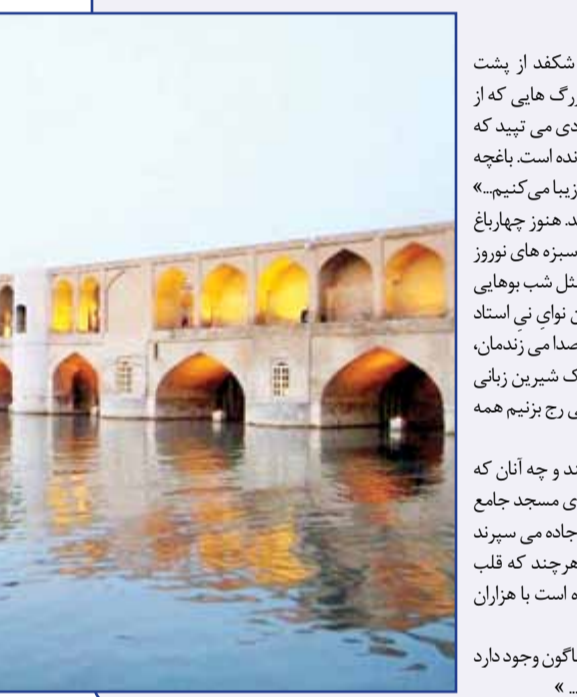 شکفد از پشت
رگ هایی که از
دی می تپید که
نده است. باغچه
زیبا می کنیم...»
د. هنوز چهارباغ
سبزه های نوروز
ثل شب بوهایی
ن نوایِ نیِ استاد
صدا می زندمان،
ک شیرین زبانی
ی رج بزنیم همه
ند و چه آنان که
ی مسجد جامع
جاده می سپرند
هرچند که قلب
ه است با هزاران
ناگون وجود دارد
... »